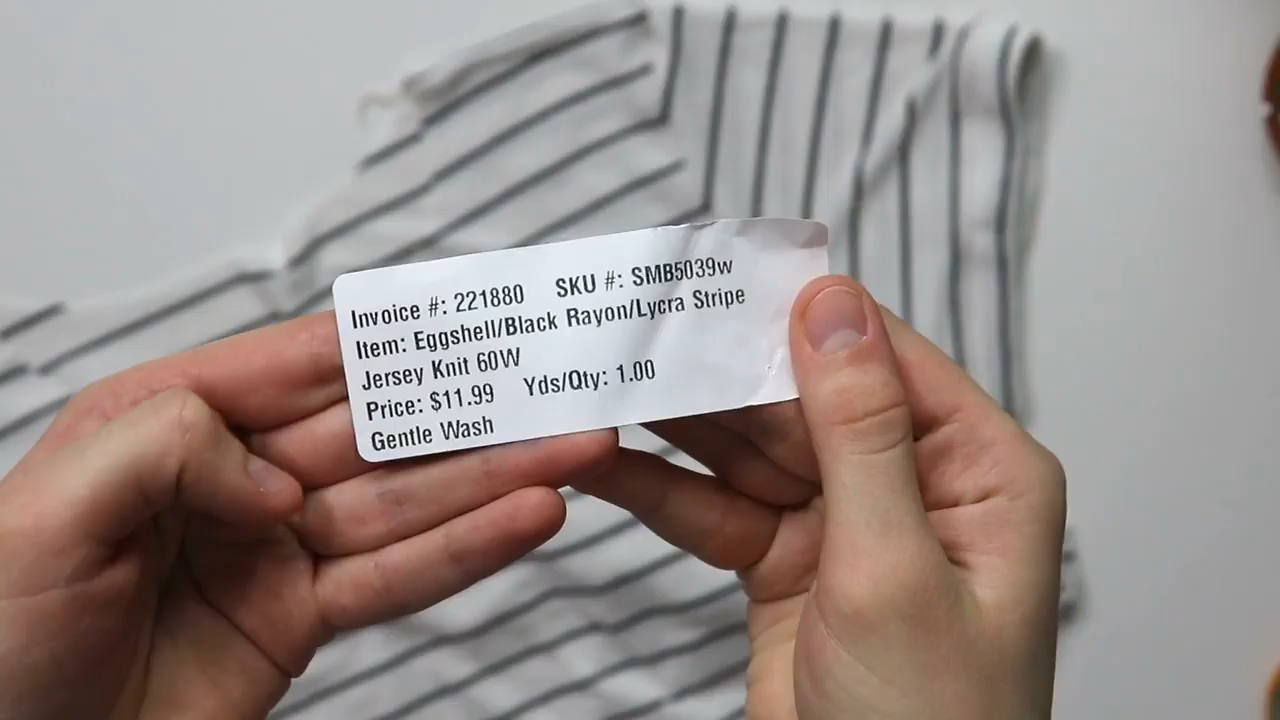 Invoice #: 221880 SKU #: SMB5039w
Item: Eggshell/Black Rayon/Lycra Stripe
Jersey Knit 60W
Price: $11.99 Yds/Qty: 1.00
Gentle Wash